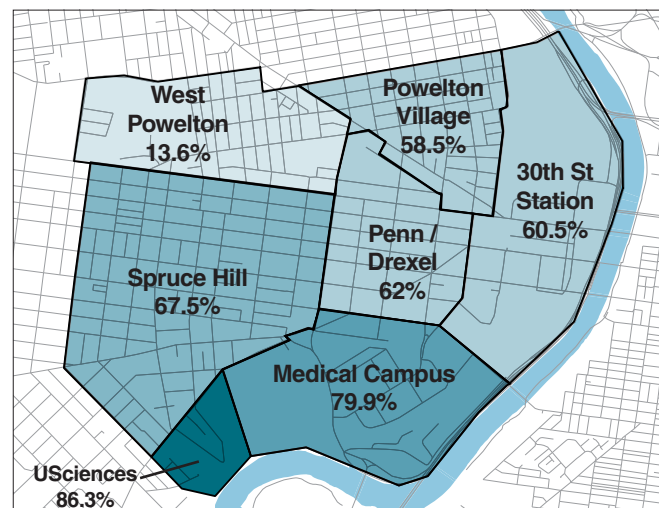 West
Powelton
13.6%
Powelton
Village
58.5%
30th St
Station
60.5%
Penn /
Drexel
62%
Spruce Hill
67.5%
Medical Campus
79.9%
USciences
86.3%